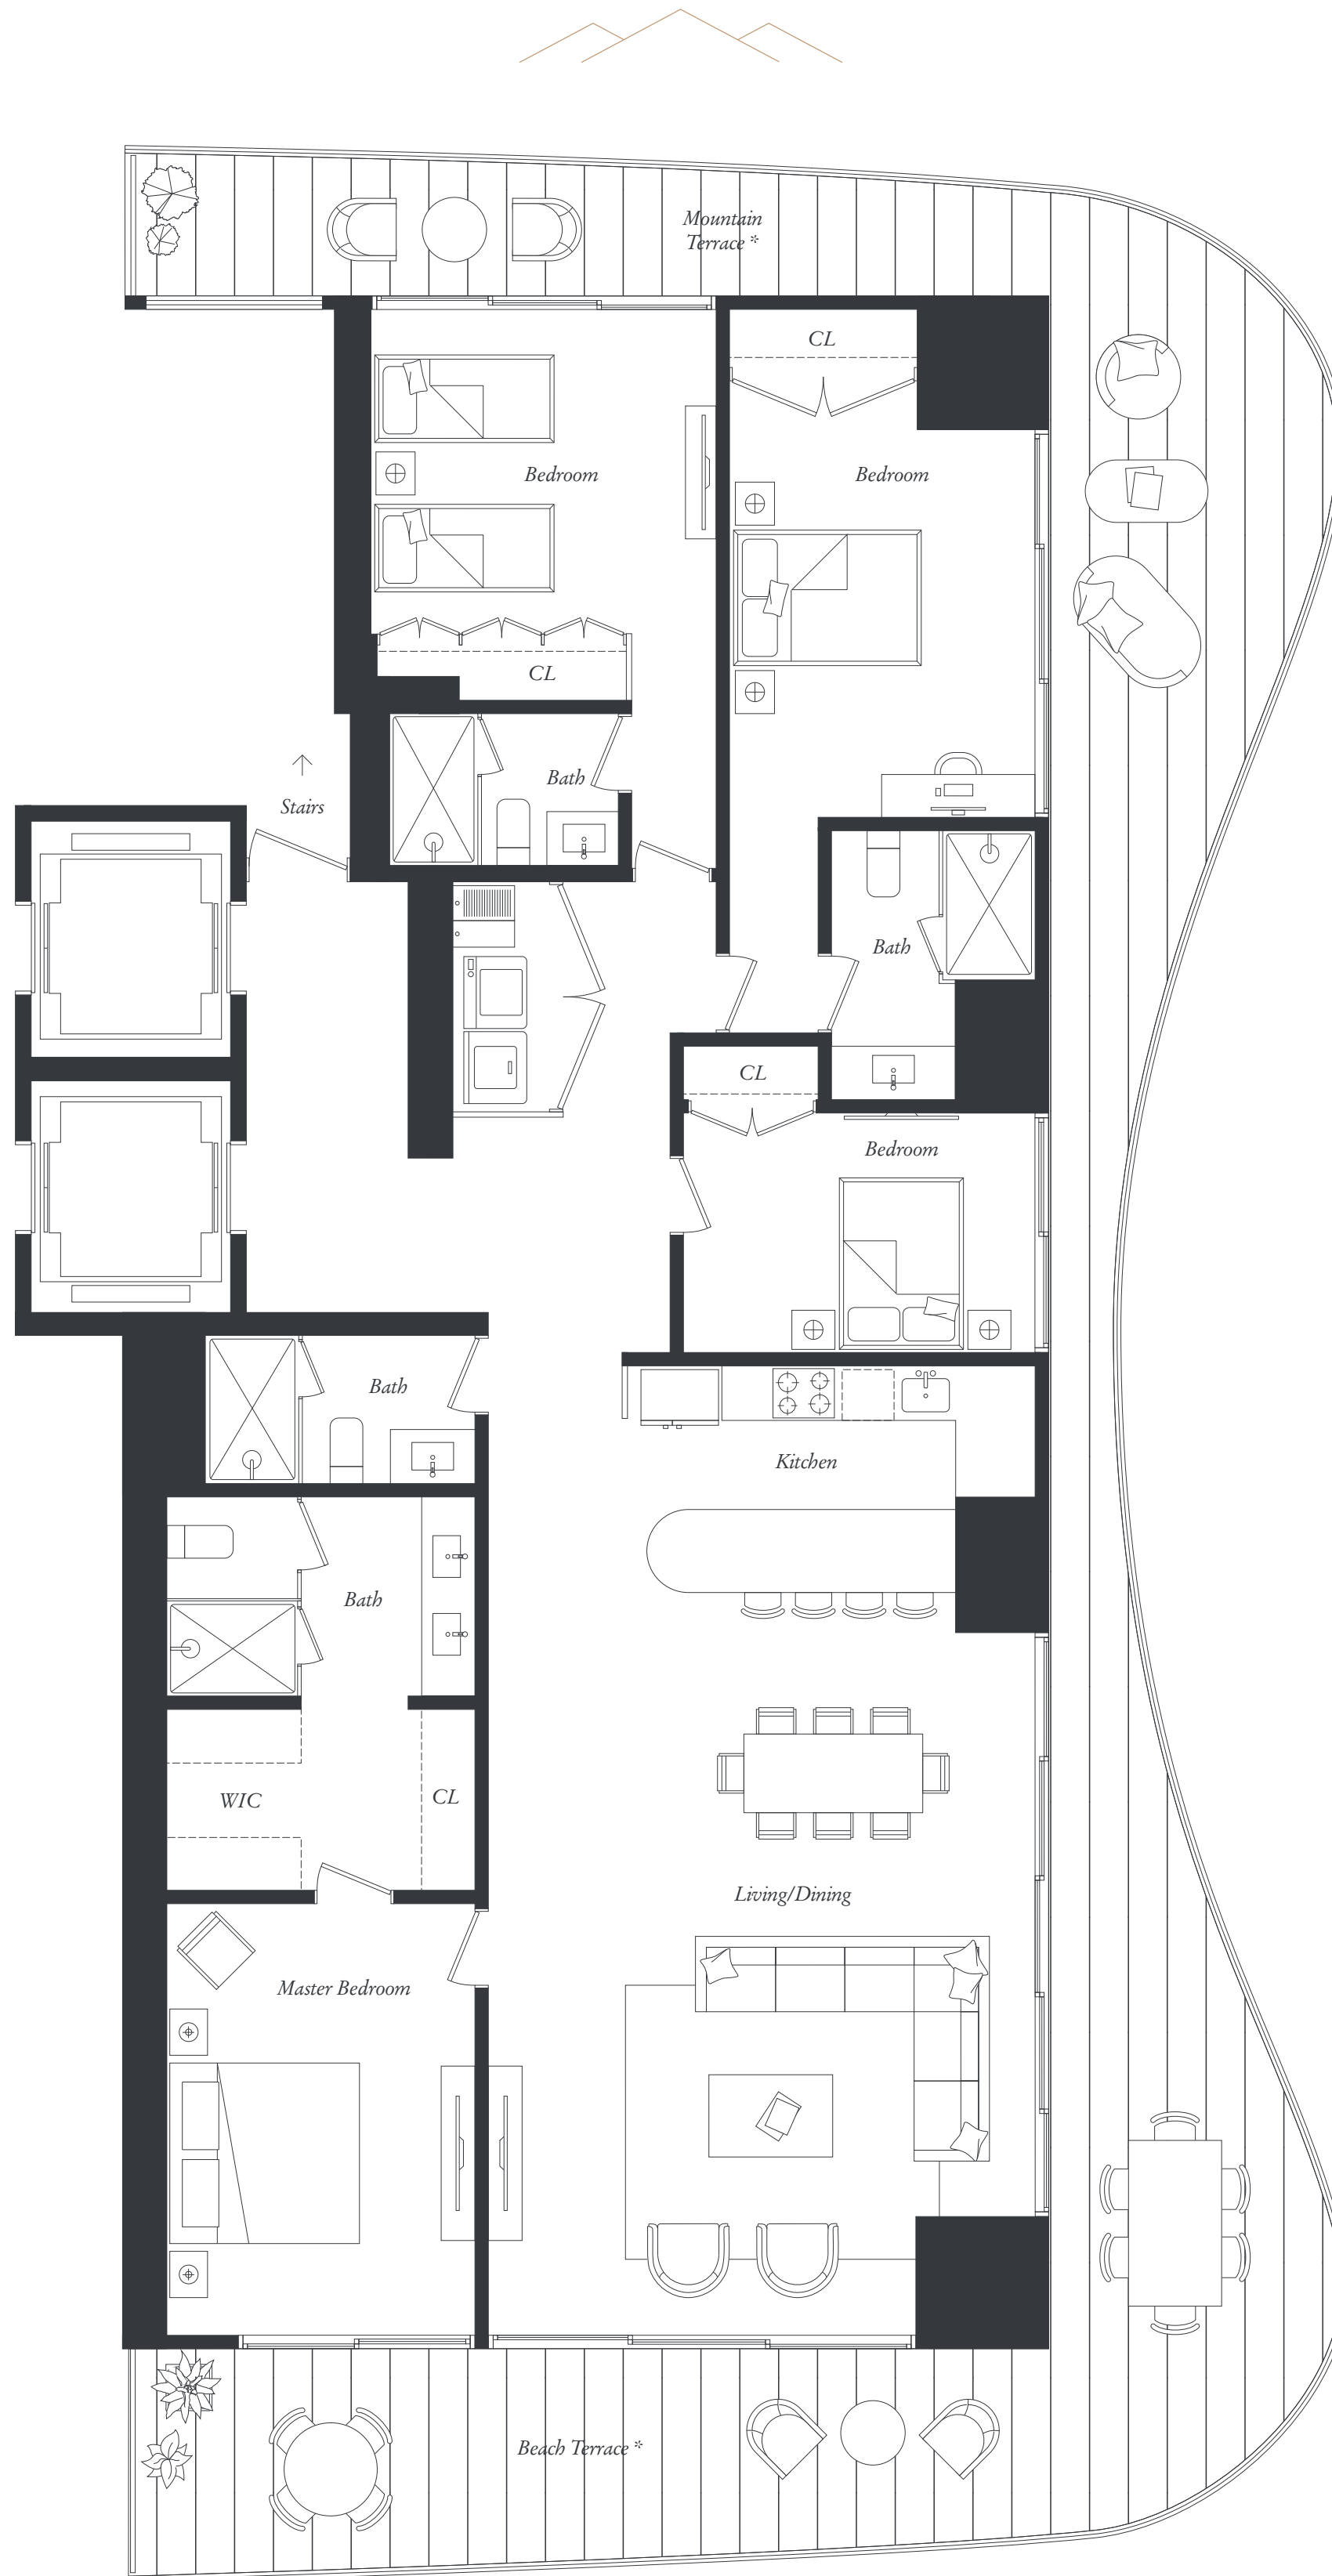 Mountain
Terrace *
CL
Bedroom
Bedroom
CL
Bath
Stairs
Bath
CL
Bedroom
Bath
Kitchen
Bath
WIC
CL
Living/Dining
Master Bedroom
Beach Terrace *